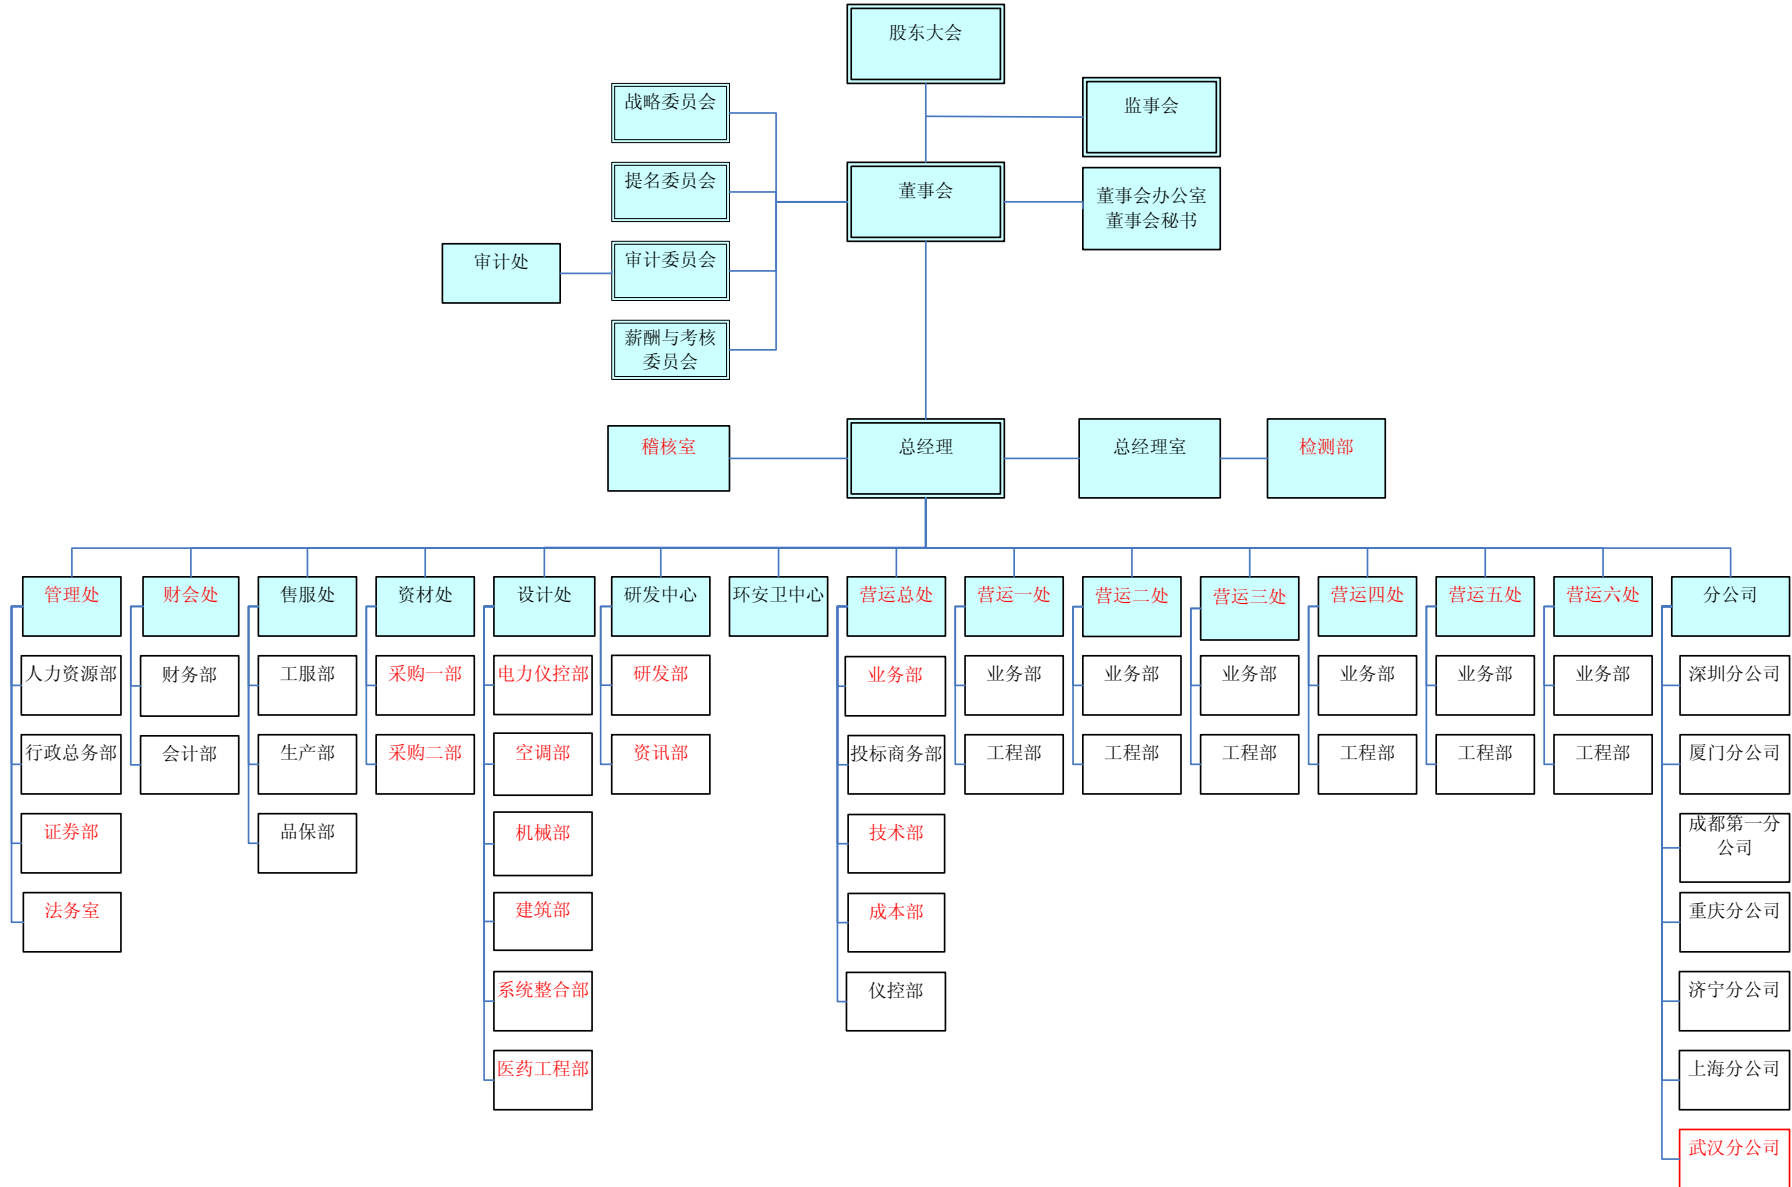 股东大会
战略委员会
监事会
提名委员会
董事会
董事会办公室
董事会秘书
审计处
审计委员会
薪酬与考核
委员会
稽核室
总经理
总经理室
检测部
管理处
财会处
售服处
资材处
设计处
研发中心
环安卫中心
营运总处
营运一处
营运二处
营运三处
营运四处
营运五处
营运六处
分公司
人力资源部
财务部
工服部
采购一部
电力仪控部
研发部
业务部
业务部
业务部
业务部
业务部
业务部
业务部
深圳分公司
行政总务部
会计部
生产部
采购二部
空调部
资讯部
投标商务部
工程部
工程部
工程部
工程部
工程部
工程部
厦门分公司
证券部
品保部
机械部
技术部
成都第一分
公司
法务室
建筑部
成本部
重庆分公司
系统整合部
仪控部
济宁分公司
医药工程部
上海分公司
武汉分公司